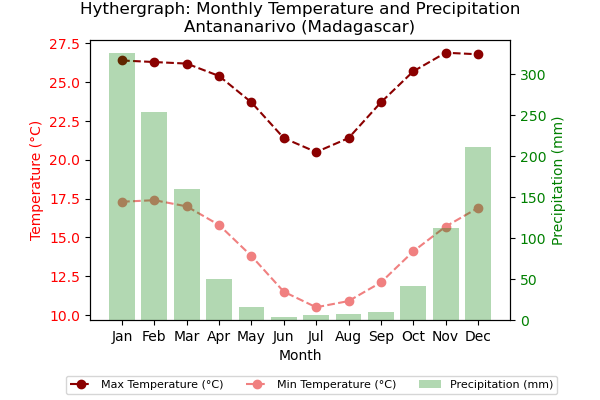 Hythergraph: Monthly Temperature and Precipitation
Antananarivo (Madagascar)
Temperature (°C)
27.5
25.0
22.5
20.0
17.5
15.0
12.5
10.0
300
250
200
150
100
50
0
Precipitation (mm)
Jan Feb Mar Apr May Jun Jul Aug Sep Oct Nov Dec
Month
Max Temperature (°C) Min Temperature (°C) Precipitation (mm)